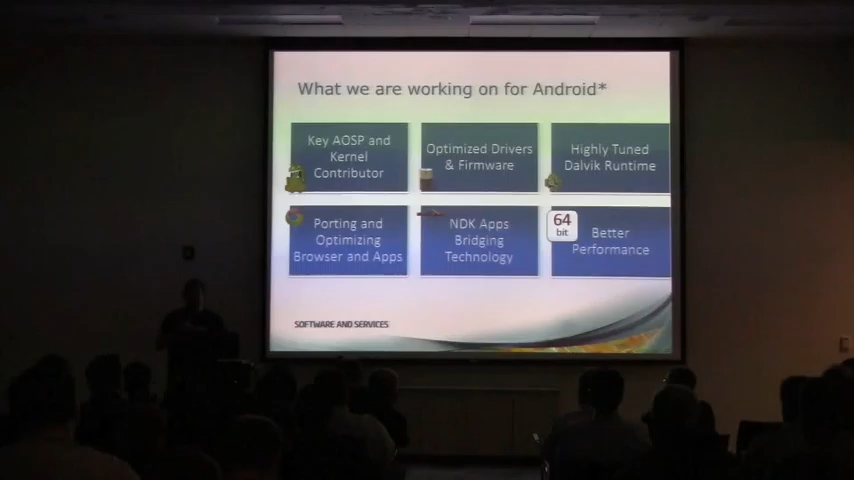 What we are working on for Android*
Key AOSP and
Kernel
Contributor
Optimized Drivers
& Firmware
Highly Tuned
Dalvik Runtime
Porting and
Optimizing
Browser and Apps
NDK Apps
Bridging
Technology
64
bit
Better
Performance
SOFTWARE AND SERVICES